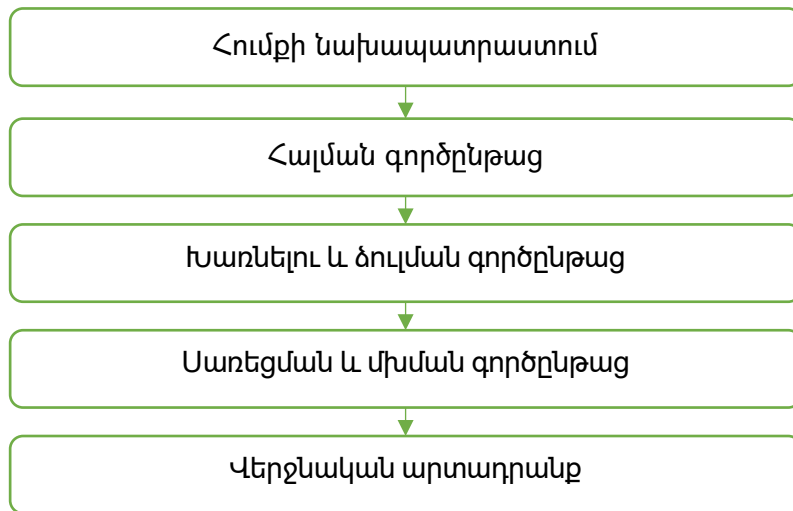 Հումքի նախապատրաստում
Հալման գործընթաց
Խառնելու և ձուլման գործընթաց
Սառեցման և մխման գործընթաց
Վերջնական արտադրանք